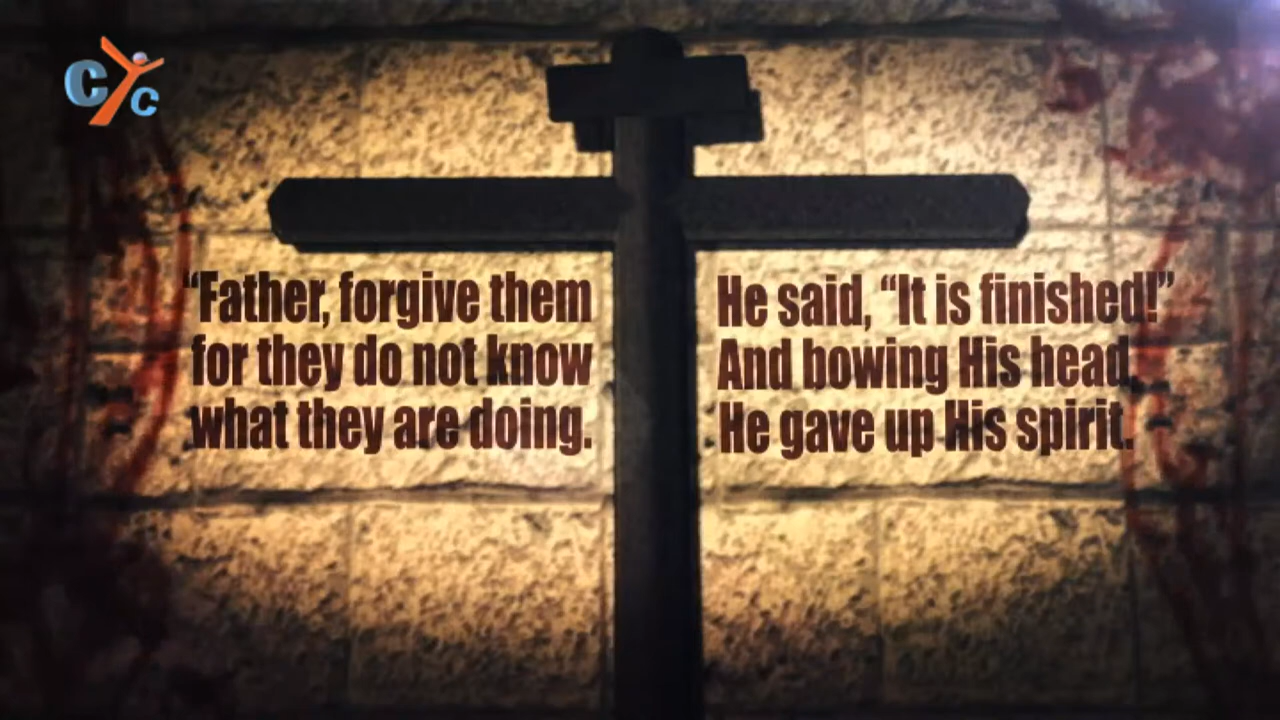 CYC
“Father, forgive them
for they do not know
what they are doing.
He said, “It is finished!”
And bowing His head,
He gave up His spirit.